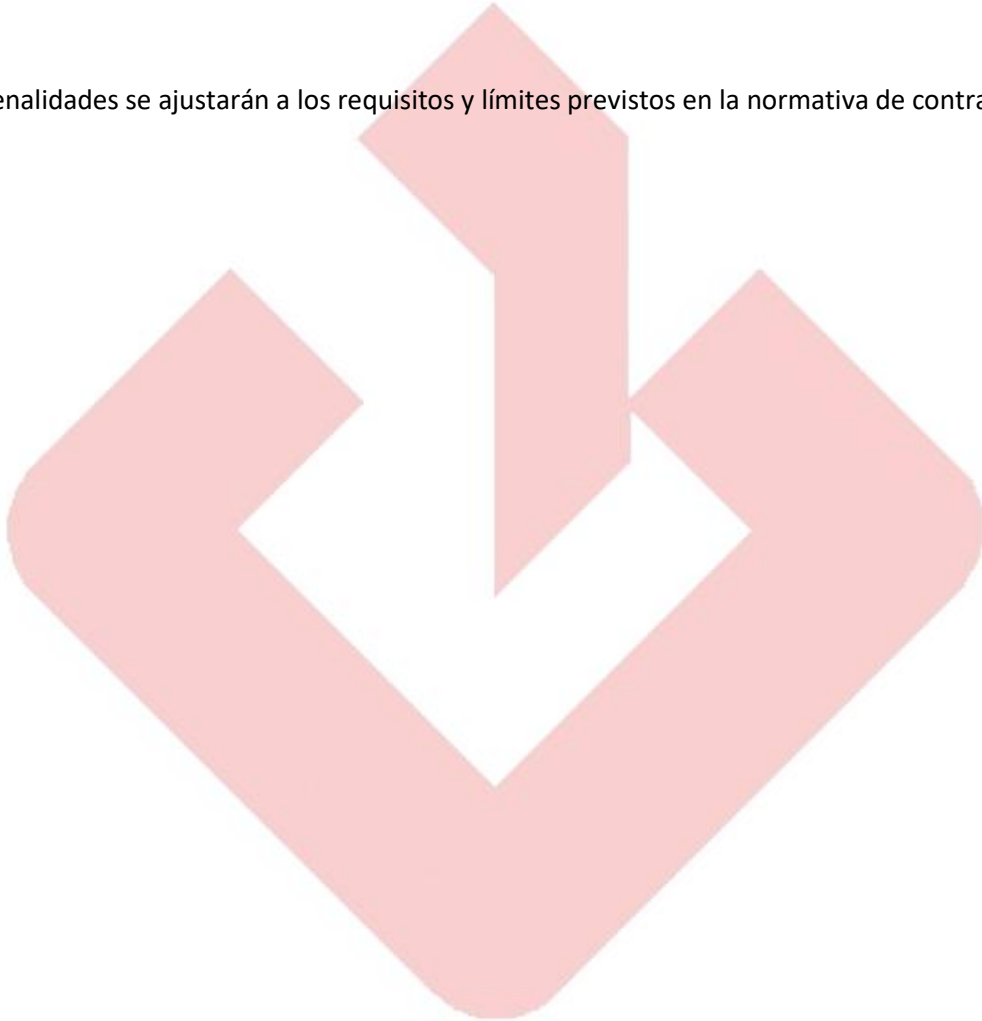 enalidades se ajustarán a los requisitos y límites previstos en la normativa de contra